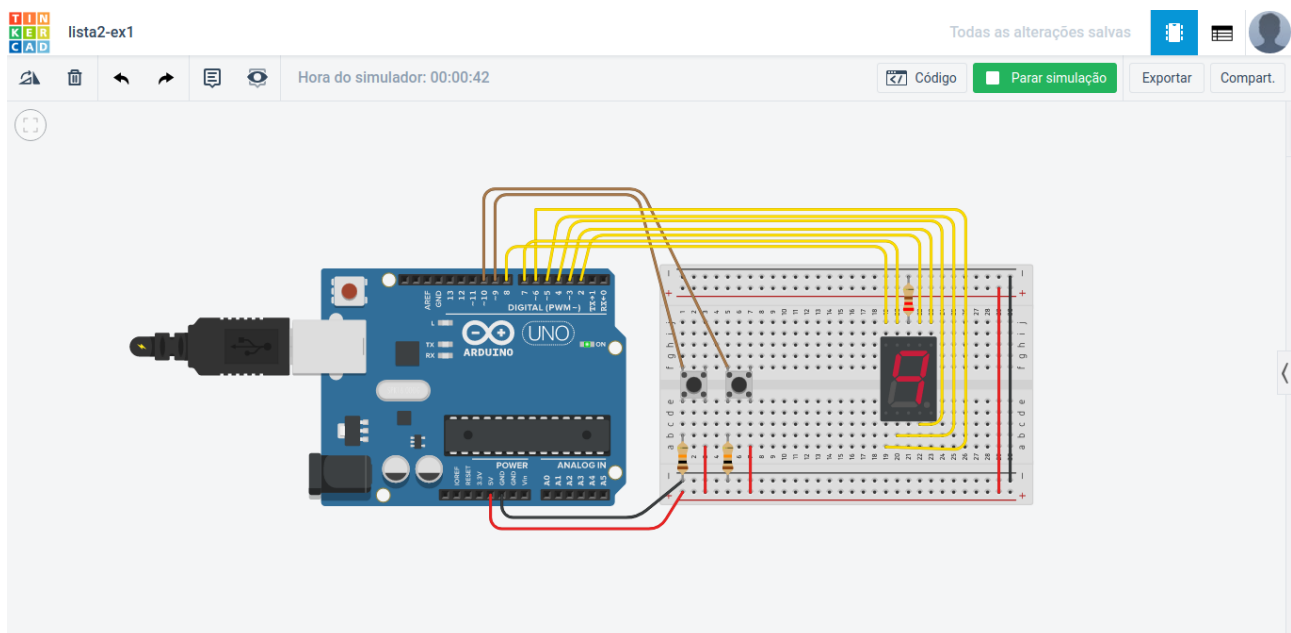 TIN
KER
CAD
lista2-ex1
Todas as alterações salvas
Hora do simulador: 00:00:42
Código
Parar simulação
Exportar
Compart.
AREF
GND
13
12
~11
~10
~9
8
7
~6
~5
4
~3
2
TX→1
RX←0
DIGITAL (PWM~)
L
TX
RX
ARDUINO
UNO
ON
POWER
ANALOG IN
IOREF
RESET
3.3V
5V
GND
GND
Vin
A0
A1
A2
A3
A4
A5
9